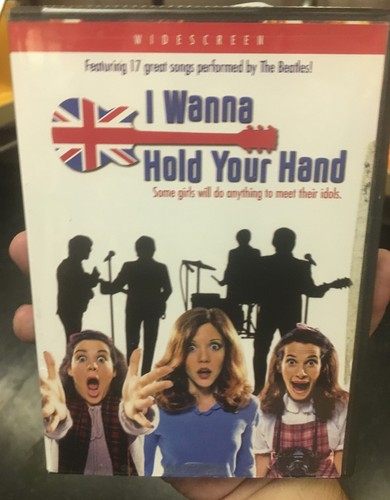 WIDESCREEN
Featuring 17 great songs performed by The Beatles!
I Wanna
Hold Your Hand
Some girls will do anything to meet their idols.